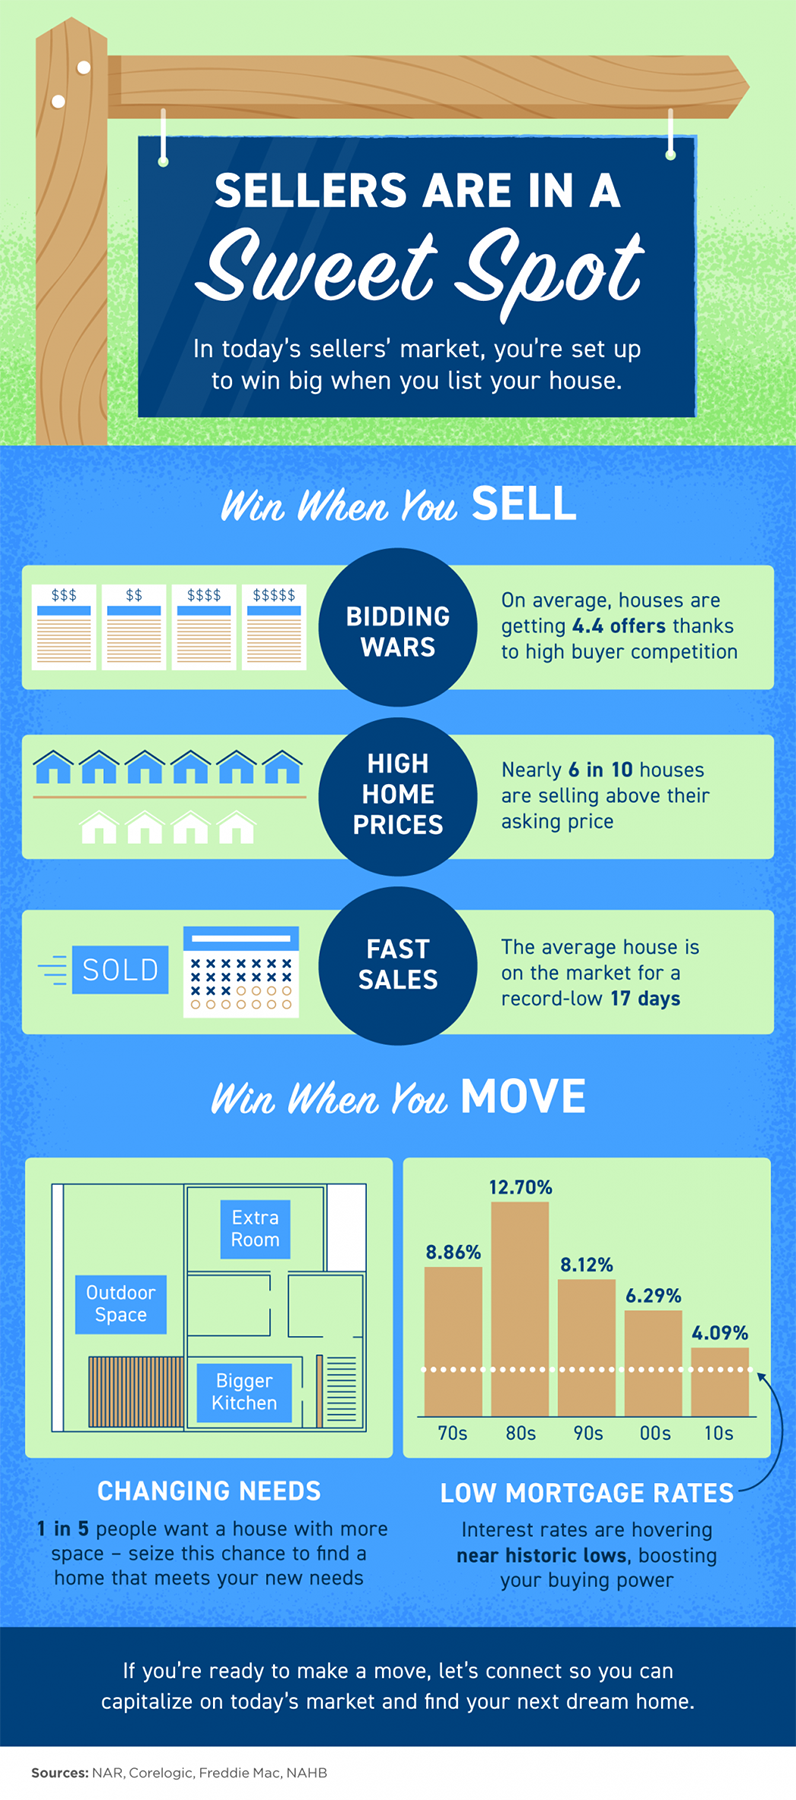 SELLERS ARE IN A
Sweet Spot
In today's sellers' market, you're set up
to win big when you list your house.
Win When You SELL
$$$
$$
$$$$
$$$$$
BIDDING
WARS
On average, houses are
getting 4.4 offers thanks
to high buyer competition
HIGH
HOME
PRICES
Nearly 6 in 10 houses
are selling above their
asking price
SOLD
FAST
SALES
The average house is
on the market for a
record-low 17 days
Win When You MOVE
Extra
Room
Outdoor
Space
Bigger
Kitchen
CHANGING NEEDS
1 in 5 people want a house with more
space – seize this chance to find a
home that meets your new needs
12.70%
8.86%
8.12%
6.29%
4.09%
70s 80s 90s 00s 10s
LOW MORTGAGE RATES
Interest rates are hovering
near historic lows, boosting
your buying power
If you're ready to make a move, let's connect so you can
capitalize on today's market and find your next dream home.
Sources: NAR, Corelogic, Freddie Mac, NAHB